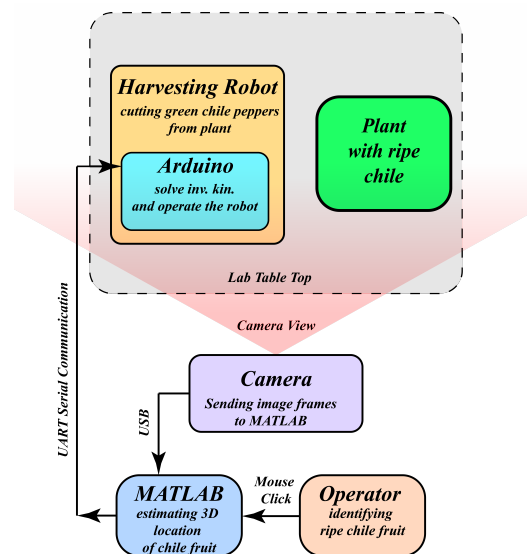 Harvesting Robot
cutting green chile peppers
from plant
Arduino
solve inv. kin.
and operate the robot
Plant
with ripe
chile
Lab Table Top
Camera View
UART Serial Communication
Camera
Sending image frames
to MATLAB
USB
MATLAB
estimating 3D
location
of chile fruit
Mouse
Click
Operator
identifying
ripe chile fruit